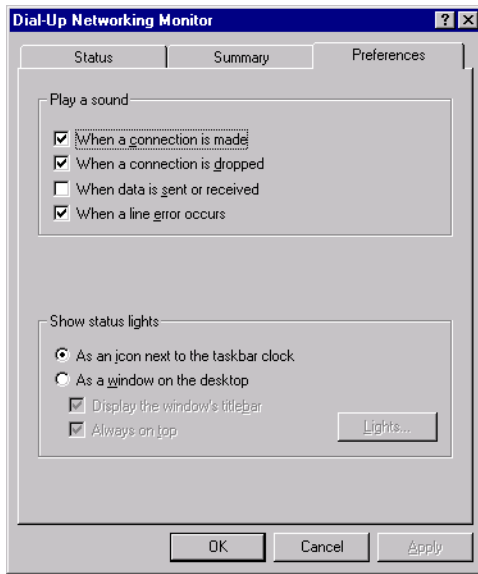 Dial-Up Networking Monitor
Status Summary Preferences
Play a sound
When a connection is made
When a connection is dropped
When data is sent or received
When a line error occurs
Show status lights
As an icon next to the taskbar clock
As a window on the desktop
Display the window's titlebar
Always on top
Lights...
OK Cancel Apply